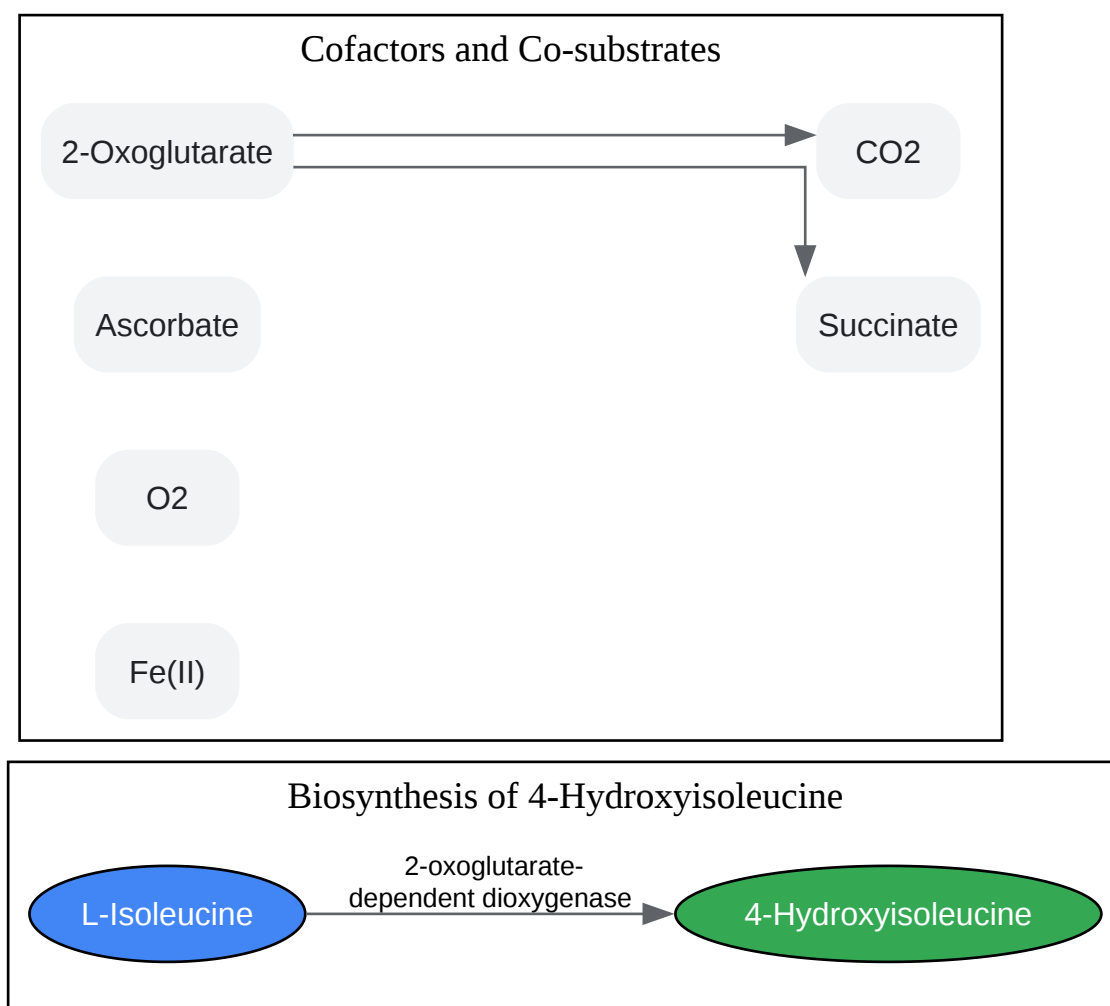 Cofactors and Co-substrates
2-Oxoglutarate
CO2
Ascorbate
Succinate
O2
Fe(II)
Biosynthesis of 4-Hydroxyisoleucine
2-oxoglutarate-
dependent dioxygenase
L-Isoleucine
4-Hydroxyisoleucine